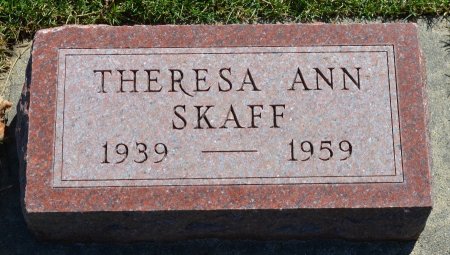 THERESA ANN
SKAFF
1939 — 1959